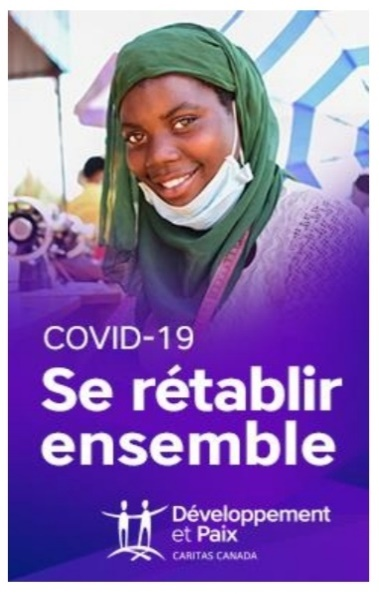 COVID-19
Se rétablir
ensemble
Développement
et Paix
CARITAS CANADA